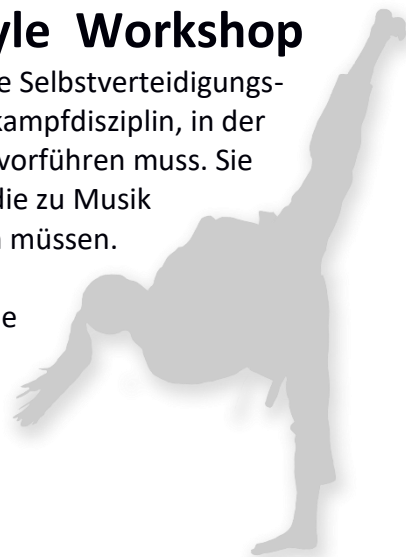 yle Workshop
e Selbstverteidigungs-
kampfdisziplin, in der
vorführen muss. Sie
die zu Musik
müssen.
e